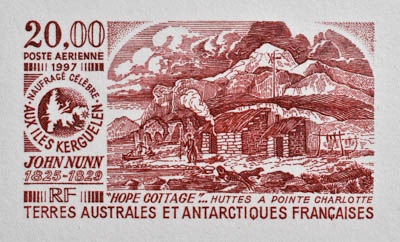 20,00
POSTE AERIENNE
1997
NAUFRAGÉ CÉLÈBRE
AUX ILES KERGUELEN
JOHN NUNN
1825-1829
RF
"HOPE COTTAGE"... HUTTES A POINTE CHARLOTTE
TERRES AUSTRALES ET ANTARCTIQUES FRANÇAISES